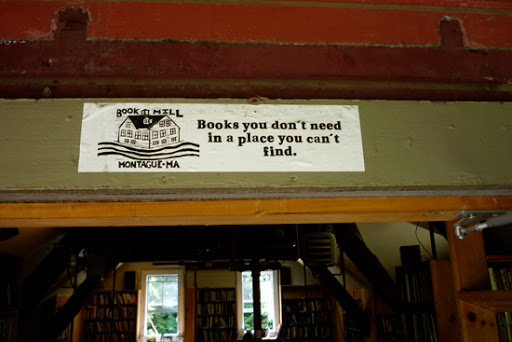 BOOK MILL
MONTAGUE·MA
Books you don't need
in a place you can't
find.